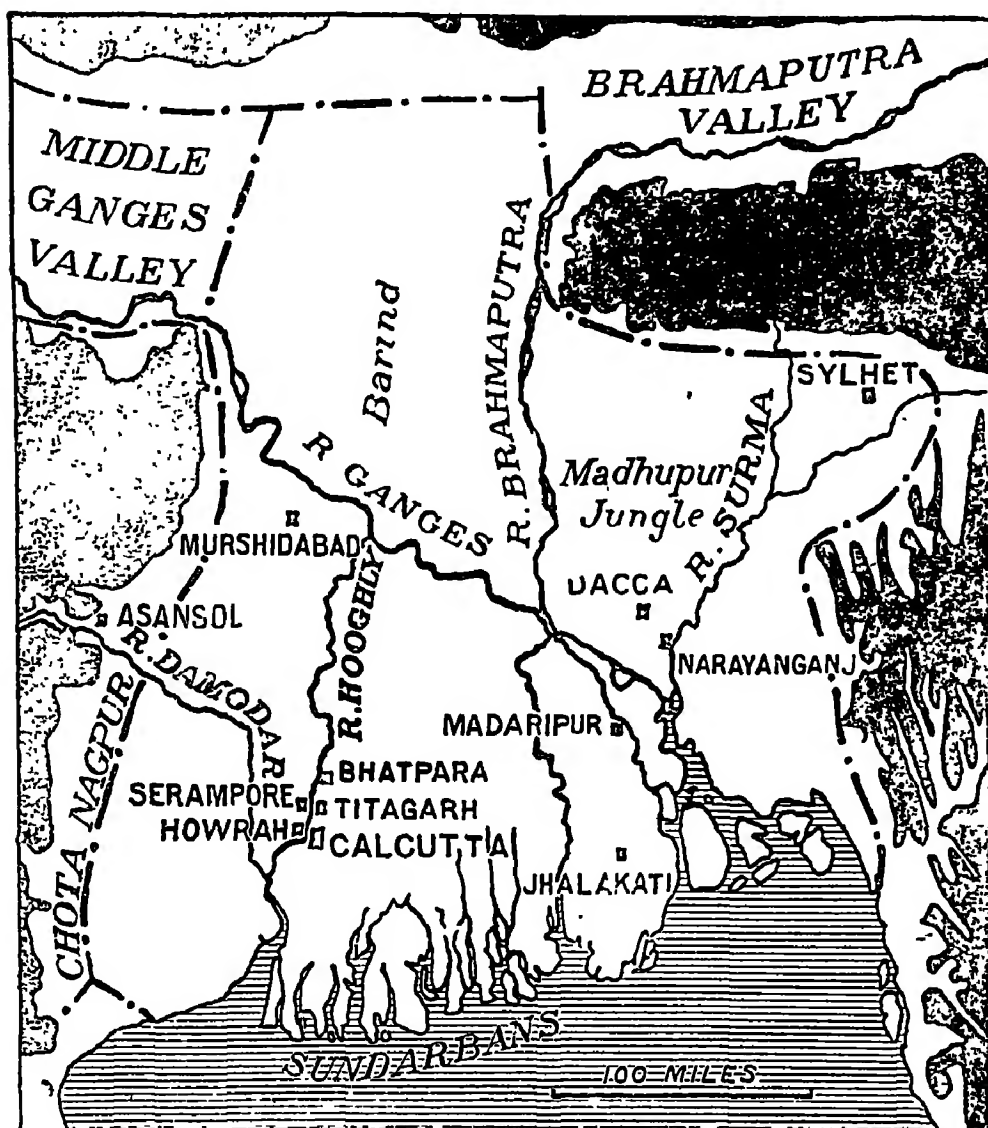 BRAHMAPUTRA
VALLEY
MIDDLE
GANGES
VALLEY
Barind
R. BRAHMAPUTRA
SYLHET
R GANGES
Madhupur
Jungle
R. SURMA
MURSHIDABAD
DACCA
ASANSOL
R. DAMODAR
R. HOOGHLY
NARAYANGANJ
CHOTA NAGPUR
MADARIPUR
BHATPARA
SERAMPORE
TITAGARH
HOWRAH
CALCUTTA
JHALAKATI
SUNDARBANS
100 MILES